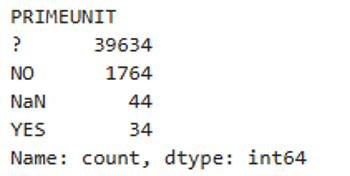 PRIMEUNIT
? 39634
NO 1764
NaN 44
YES 34
Name: count, dtype: int64